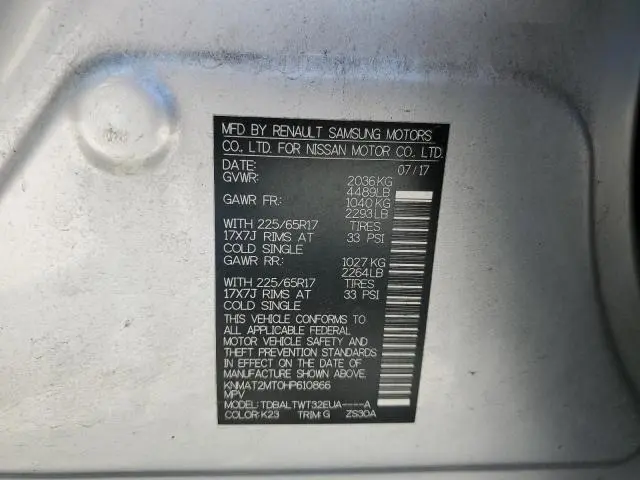 MFD BY RENAULT SAMSUNG MOTORS
CO. LTD. FOR NISSAN MOTOR CO. LTD.
DATE: 07/17
GVWR: 2036KG
4489LB
GAWR FR: 1040 KG
2293LB
WITH 225/65R17 TIRES
17X7J RIMS AT 33 PSI
COLD SINGLE
GAWR RR: 1027 KG
2264LB
WITH 225/65R17 TIRES
17X7J RIMS AT 33 PSI
COLD SINGLE
THIS VEHICLE CONFORMS TO
ALL APPLICABLE FEDERAL
MOTOR VEHICLE SAFETY AND
THEFT PREVENTION STANDARDS
IN EFFECT ON THE DATE OF
MANUFACTURE SHOWN ABOVE.
KNMAT2MT0HP610866
MPV
MODEL: TDBALTWT32EUA----A
COLOR: K23 TRIM: G ZS30A